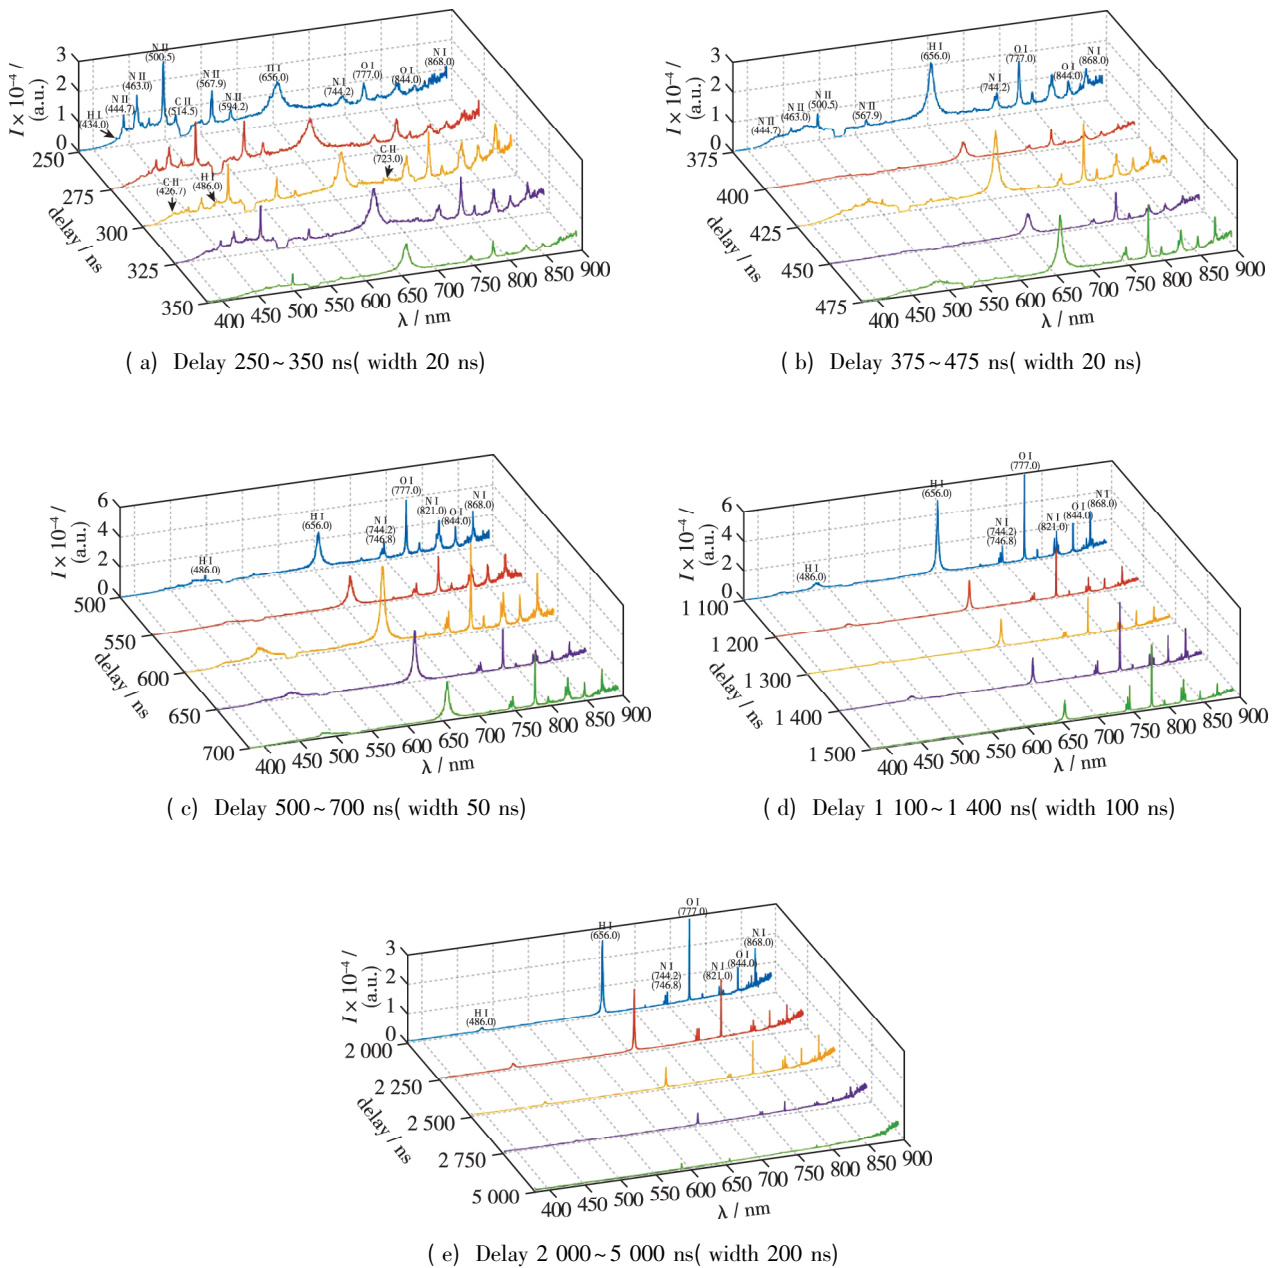 I × 10⁻⁴ /
(a.u.)
3
2
1
0
H I
(434.0)
N II
(444.7)
N II
(463.0)
N II
(500.5)
C II
(514.5)
N II
(567.9)
N II
(594.2)
H I
(656.0)
N I
(744.2)
O I
(777.0)
O I
(844.0)
N I
(868.0)
C II
(426.7)
H I
(486.0)
C II
(723.0)
250
275
300
325
350
delay / ns
400 450 500 550 600 650 700 750 800 850 900
λ / nm
( a) Delay 250~350 ns( width 20 ns)
I × 10⁻⁴ /
(a.u.)
3
2
1
0
N II
(444.7)
N II
(463.0)
N II
(500.5)
N II
(567.9)
H I
(656.0)
N I
(744.2)
O I
(777.0)
O I
(844.0)
N I
(868.0)
375
400
425
450
475
delay / ns
400 450 500 550 600 650 700 750 800 850 900
λ / nm
( b) Delay 375~475 ns( width 20 ns)
I × 10⁻⁴ /
(a.u.)
6
4
2
0
H I
(486.0)
H I
(656.0)
N I
(744.2)
746.8)
O I
(777.0)
N I
(821.0)
O I
(844.0)
N I
(868.0)
500
550
600
650
700
delay / ns
400 450 500 550 600 650 700 750 800 850 900
λ / nm
( c) Delay 500~700 ns( width 50 ns)
I × 10⁻⁴ /
(a.u.)
6
4
2
0
H I
(486.0)
H I
(656.0)
N I
(744.2)
746.8)
O I
(777.0)
N I
(821.0)
O I
(844.0)
N I
(868.0)
1 100
1 200
1 300
1 400
1 500
delay / ns
400 450 500 550 600 650 700 750 800 850 900
λ / nm
( d) Delay 1 100~1 400 ns( width 100 ns)
I × 10⁻⁴ /
(a.u.)
3
2
1
0
H I
(486.0)
H I
(656.0)
N I
(744.2)
746.8)
O I
(777.0)
N I
(821.0)
O I
(844.0)
N I
(868.0)
2 000
2 250
2 500
2 750
5 000
delay / ns
400 450 500 550 600 650 700 750 800 850 900
λ / nm
( e) Delay 2 000~5 000 ns( width 200 ns)